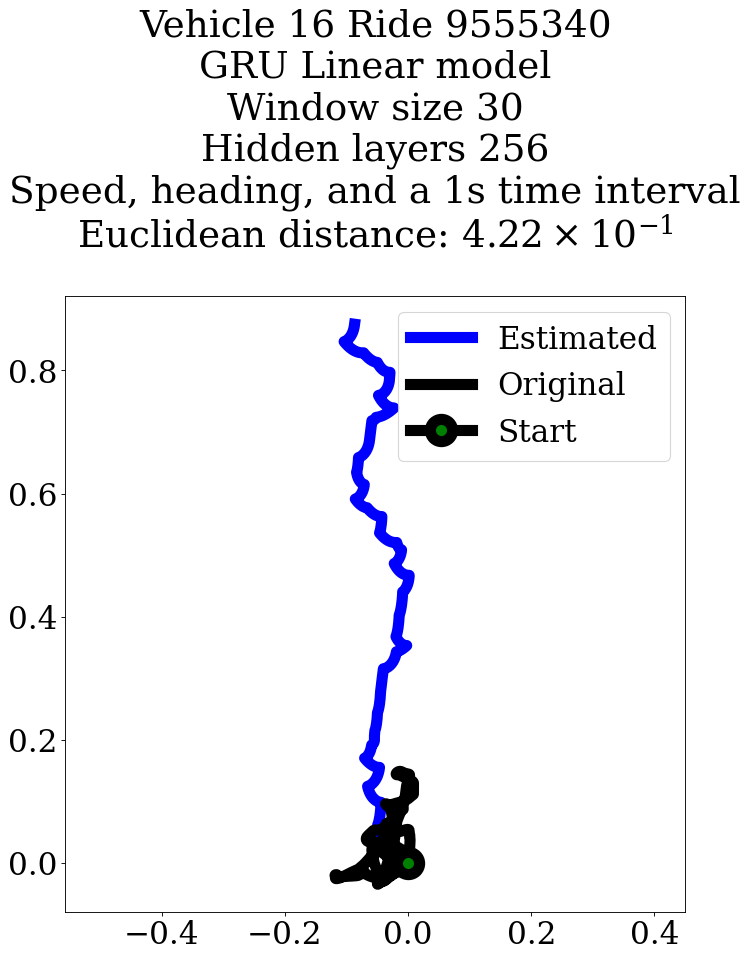 Vehicle 16 Ride 9555340
GRU Linear model
Window size 30
Hidden layers 256
Speed, heading, and a 1s time interval
Euclidean distance: 4.22 × 10⁻¹
Estimated
Original
Start
0.8
0.6
0.4
0.2
0.0
−0.4 −0.2 0.0 0.2 0.4